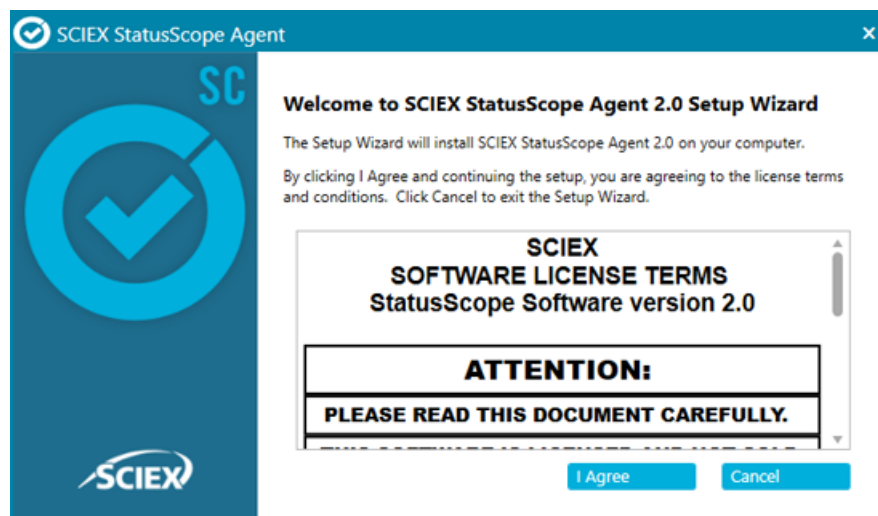 SCIEX StatusScope Agent
SC
Welcome to SCIEX StatusScope Agent 2.0 Setup Wizard
The Setup Wizard will install SCIEX StatusScope Agent 2.0 on your computer.
By clicking I Agree and continuing the setup, you are agreeing to the license terms
and conditions. Click Cancel to exit the Setup Wizard.
SCIEX
SOFTWARE LICENSE TERMS
StatusScope Software version 2.0
ATTENTION:
PLEASE READ THIS DOCUMENT CAREFULLY.
SCIEX
I Agree
Cancel